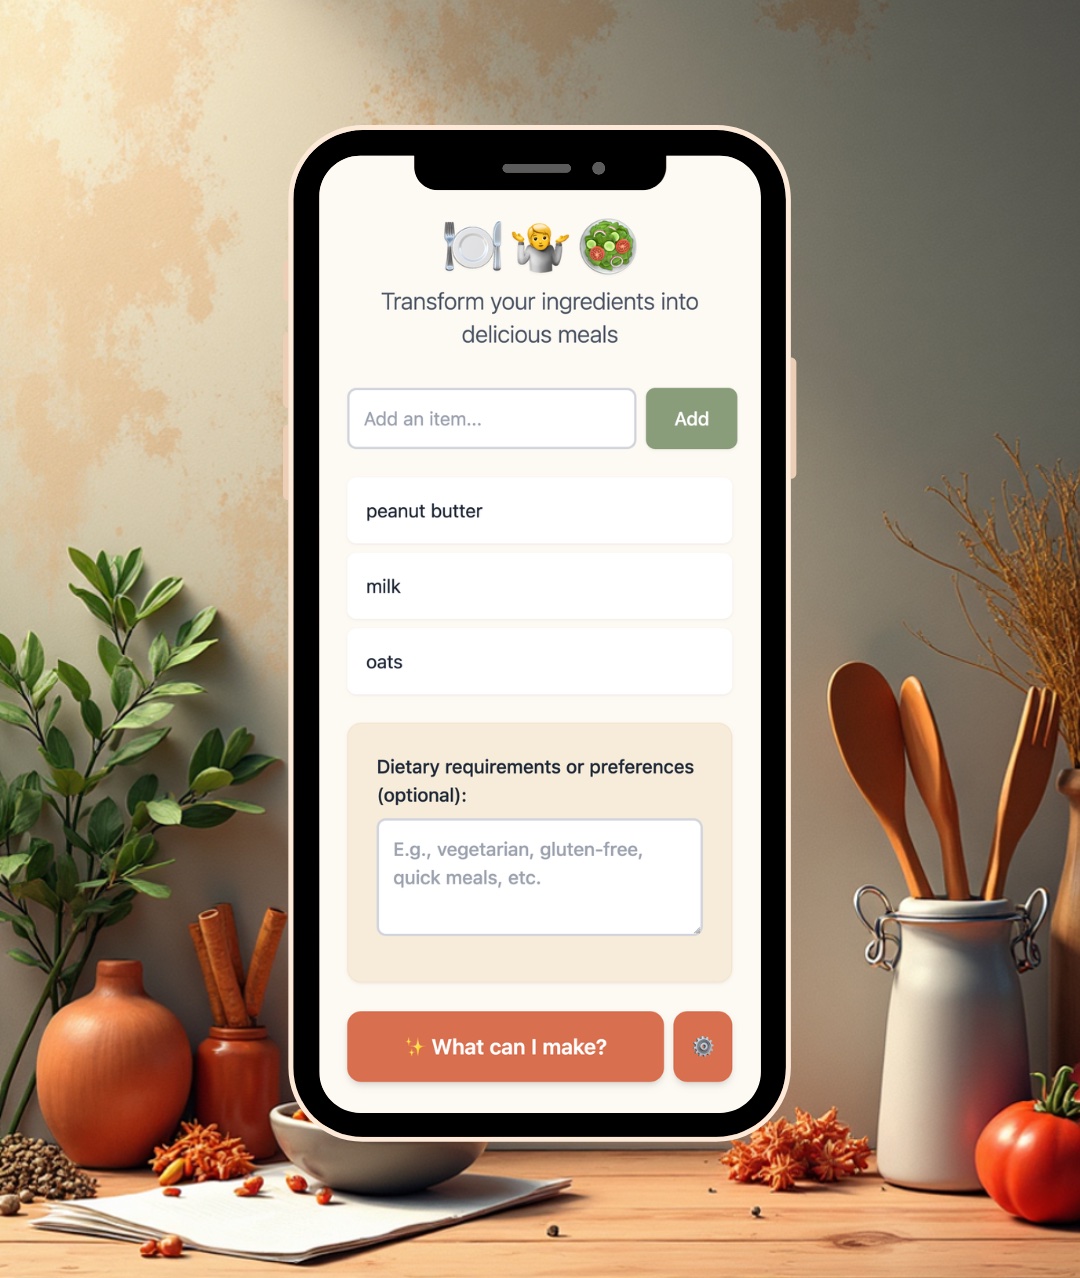 Transform your ingredients into
delicious meals
Add an item...
Add
peanut butter
milk
oats
Dietary requirements or preferences
(optional):
E.g., vegetarian, gluten-free,
quick meals, etc.
✨ What can I make?